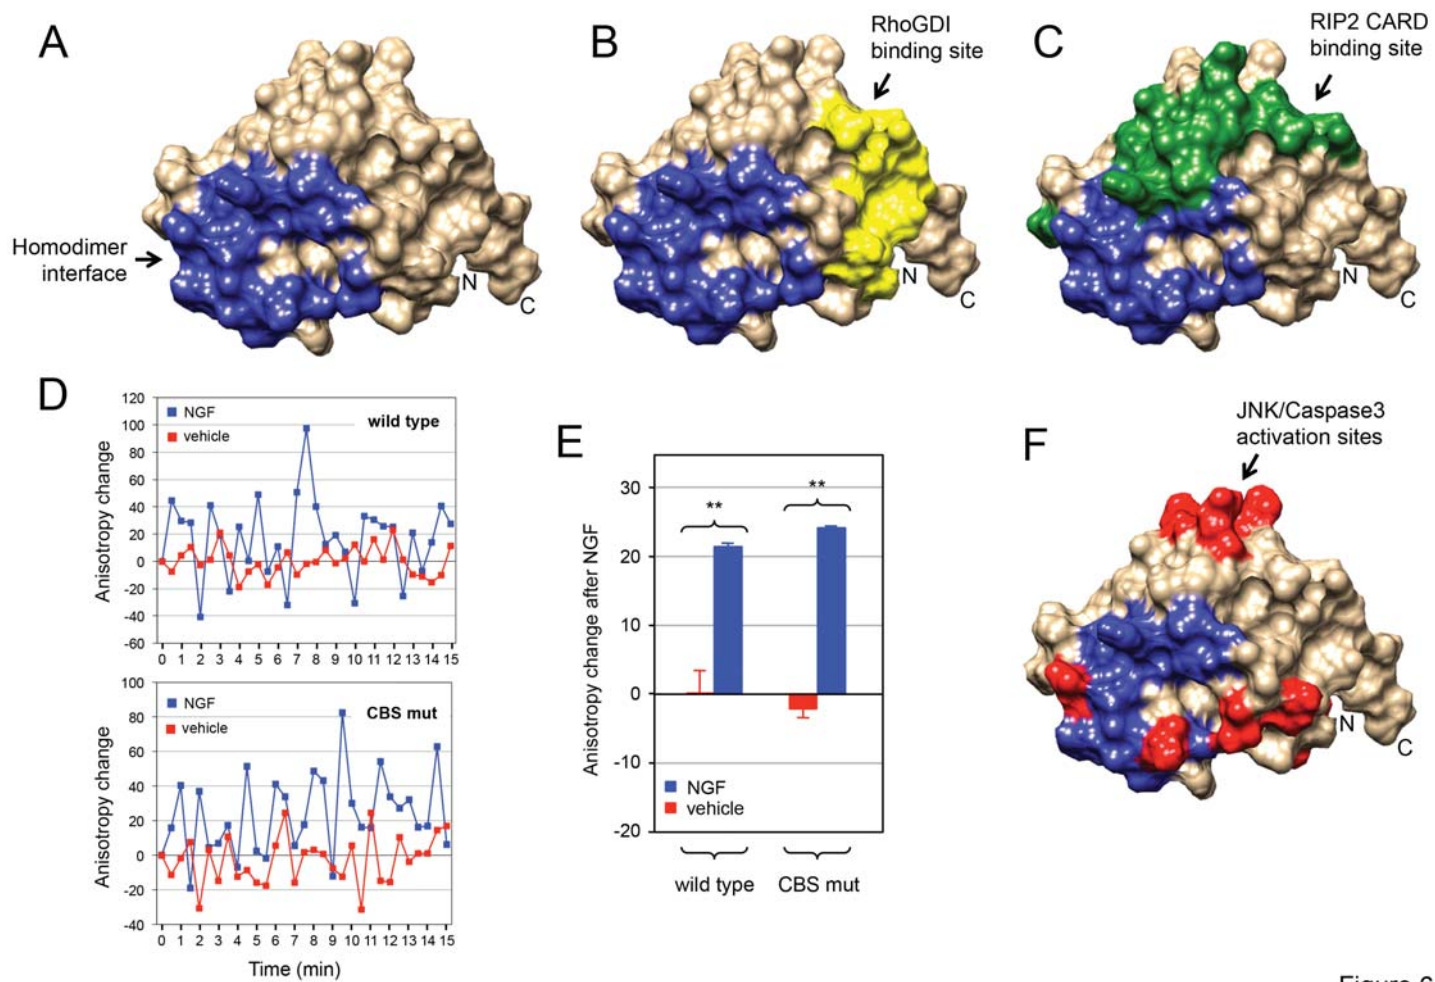 A
B
RhoGDI
binding site
C
RIP2 CARD
binding site
Homodimer
interface
N
C
N
C
N
C
D
120
100
80
60
40
20
0
-20
-40
-60
NGF
vehicle
wild type
Anisotropy change
0 1 2 3 4 5 6 7 8 9 10 11 12 13 14 15
100
80
60
40
20
0
-20
-40
NGF
vehicle
CBS mut
Anisotropy change
0 1 2 3 4 5 6 7 8 9 10 11 12 13 14 15
Time (min)
E
Anisotropy change after NGF
30
20
10
0
-10
-20
**
**
NGF
vehicle
wild type
CBS mut
F
JNK/Caspase3
activation sites
N
C